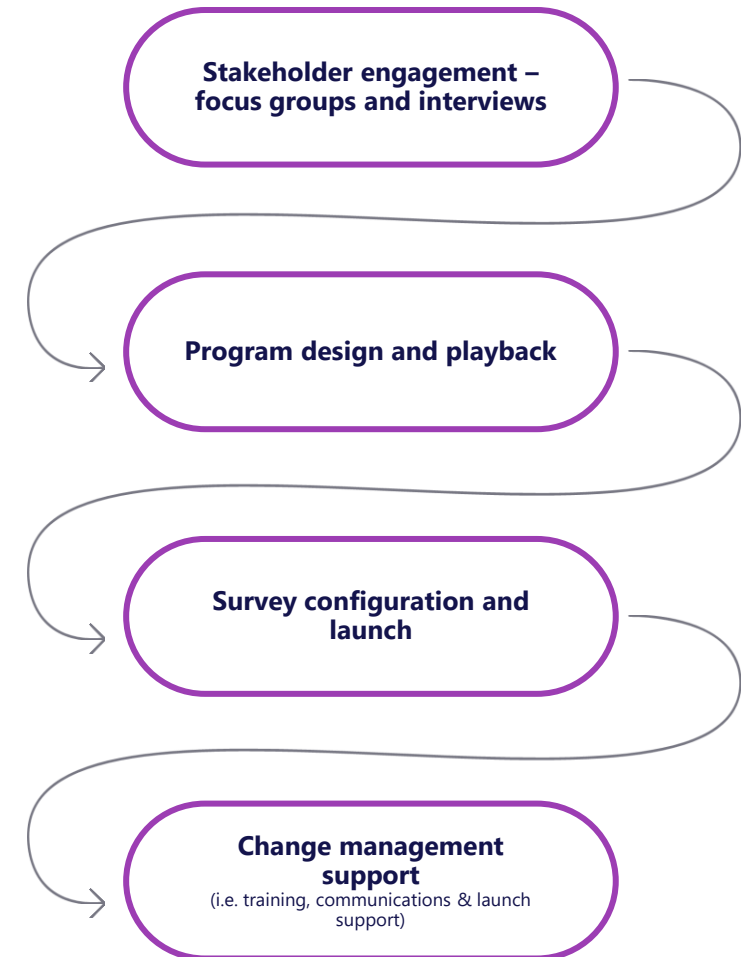 Stakeholder engagement –
focus groups and interviews
Program design and playback
Survey configuration and
launch
Change management
support
(i.e. training, communications & launch
support)